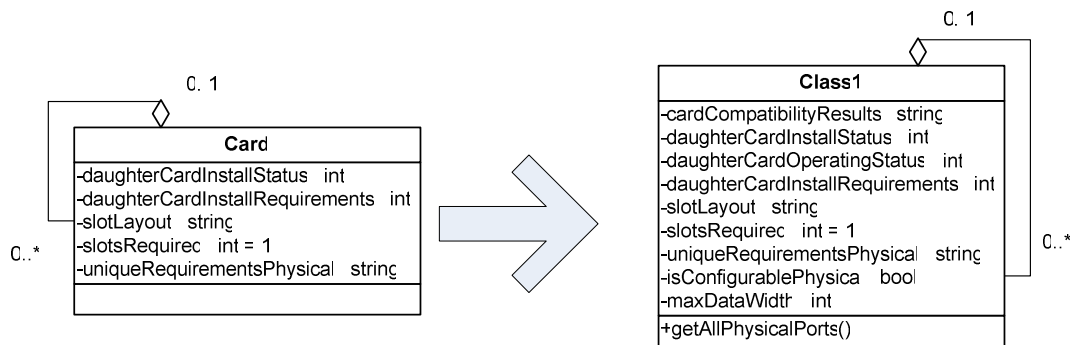 0..1
Card
-daughterCardInstallStatus int
-daughterCardInstallRequirements int
-slotLayout string
-slotsRequired int = 1
-uniqueRequirementsPhysical string
0..*
0..1
Class1
-cardCompatibilityResults string
-daughterCardInstallStatus int
-daughterCardOperatingStatus int
-daughterCardInstallRequirements int
-slotLayout string
-slotsRequired int = 1
-uniqueRequirementsPhysical string
-isConfigurablePhysical bool
-maxDataWidth int
+getAllPhysicalPorts()
0..*